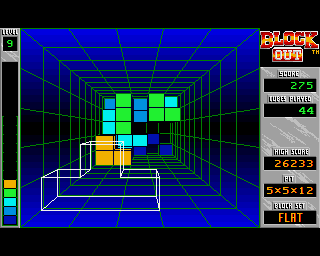 LEVEL
9
BLOCK
OUT
TM
SCORE
275
CUBES PLAYED
44
HIGH SCORE
26233
PIT
5×5×12
BLOCK SET
FLAT